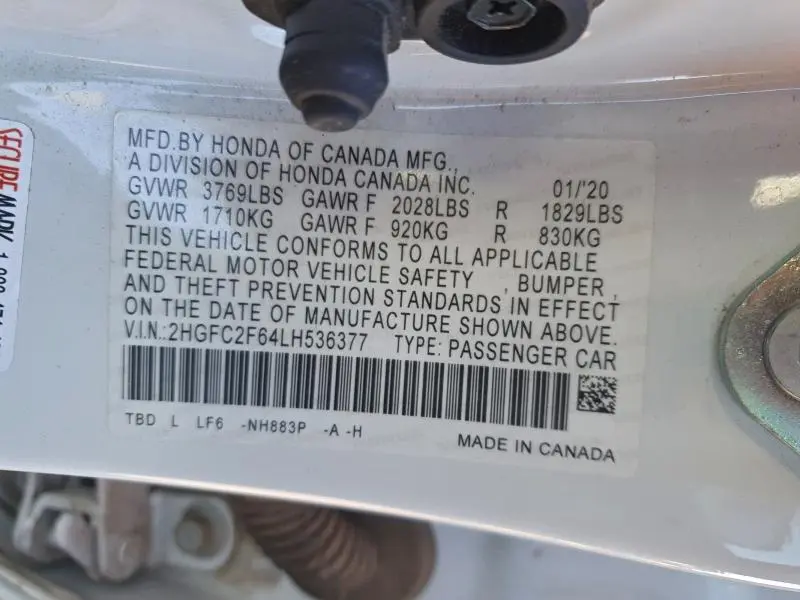 MFD.BY HONDA OF CANADA MFG.,
A DIVISION OF HONDA CANADA INC. 01/'20
GVWR 3769LBS GAWR F 2028LBS R 1829LBS
GVWR 1710KG GAWR F 920KG R 830KG
THIS VEHICLE CONFORMS TO ALL APPLICABLE
FEDERAL MOTOR VEHICLE SAFETY , BUMPER,
AND THEFT PREVENTION STANDARDS IN EFFECT
ON THE DATE OF MANUFACTURE SHOWN ABOVE.
V.I.N.:2HGFC2F64LH536377 TYPE: PASSENGER CAR
TBD L LF6 -NH883P -A -H
MADE IN CANADA
SECURE MARK